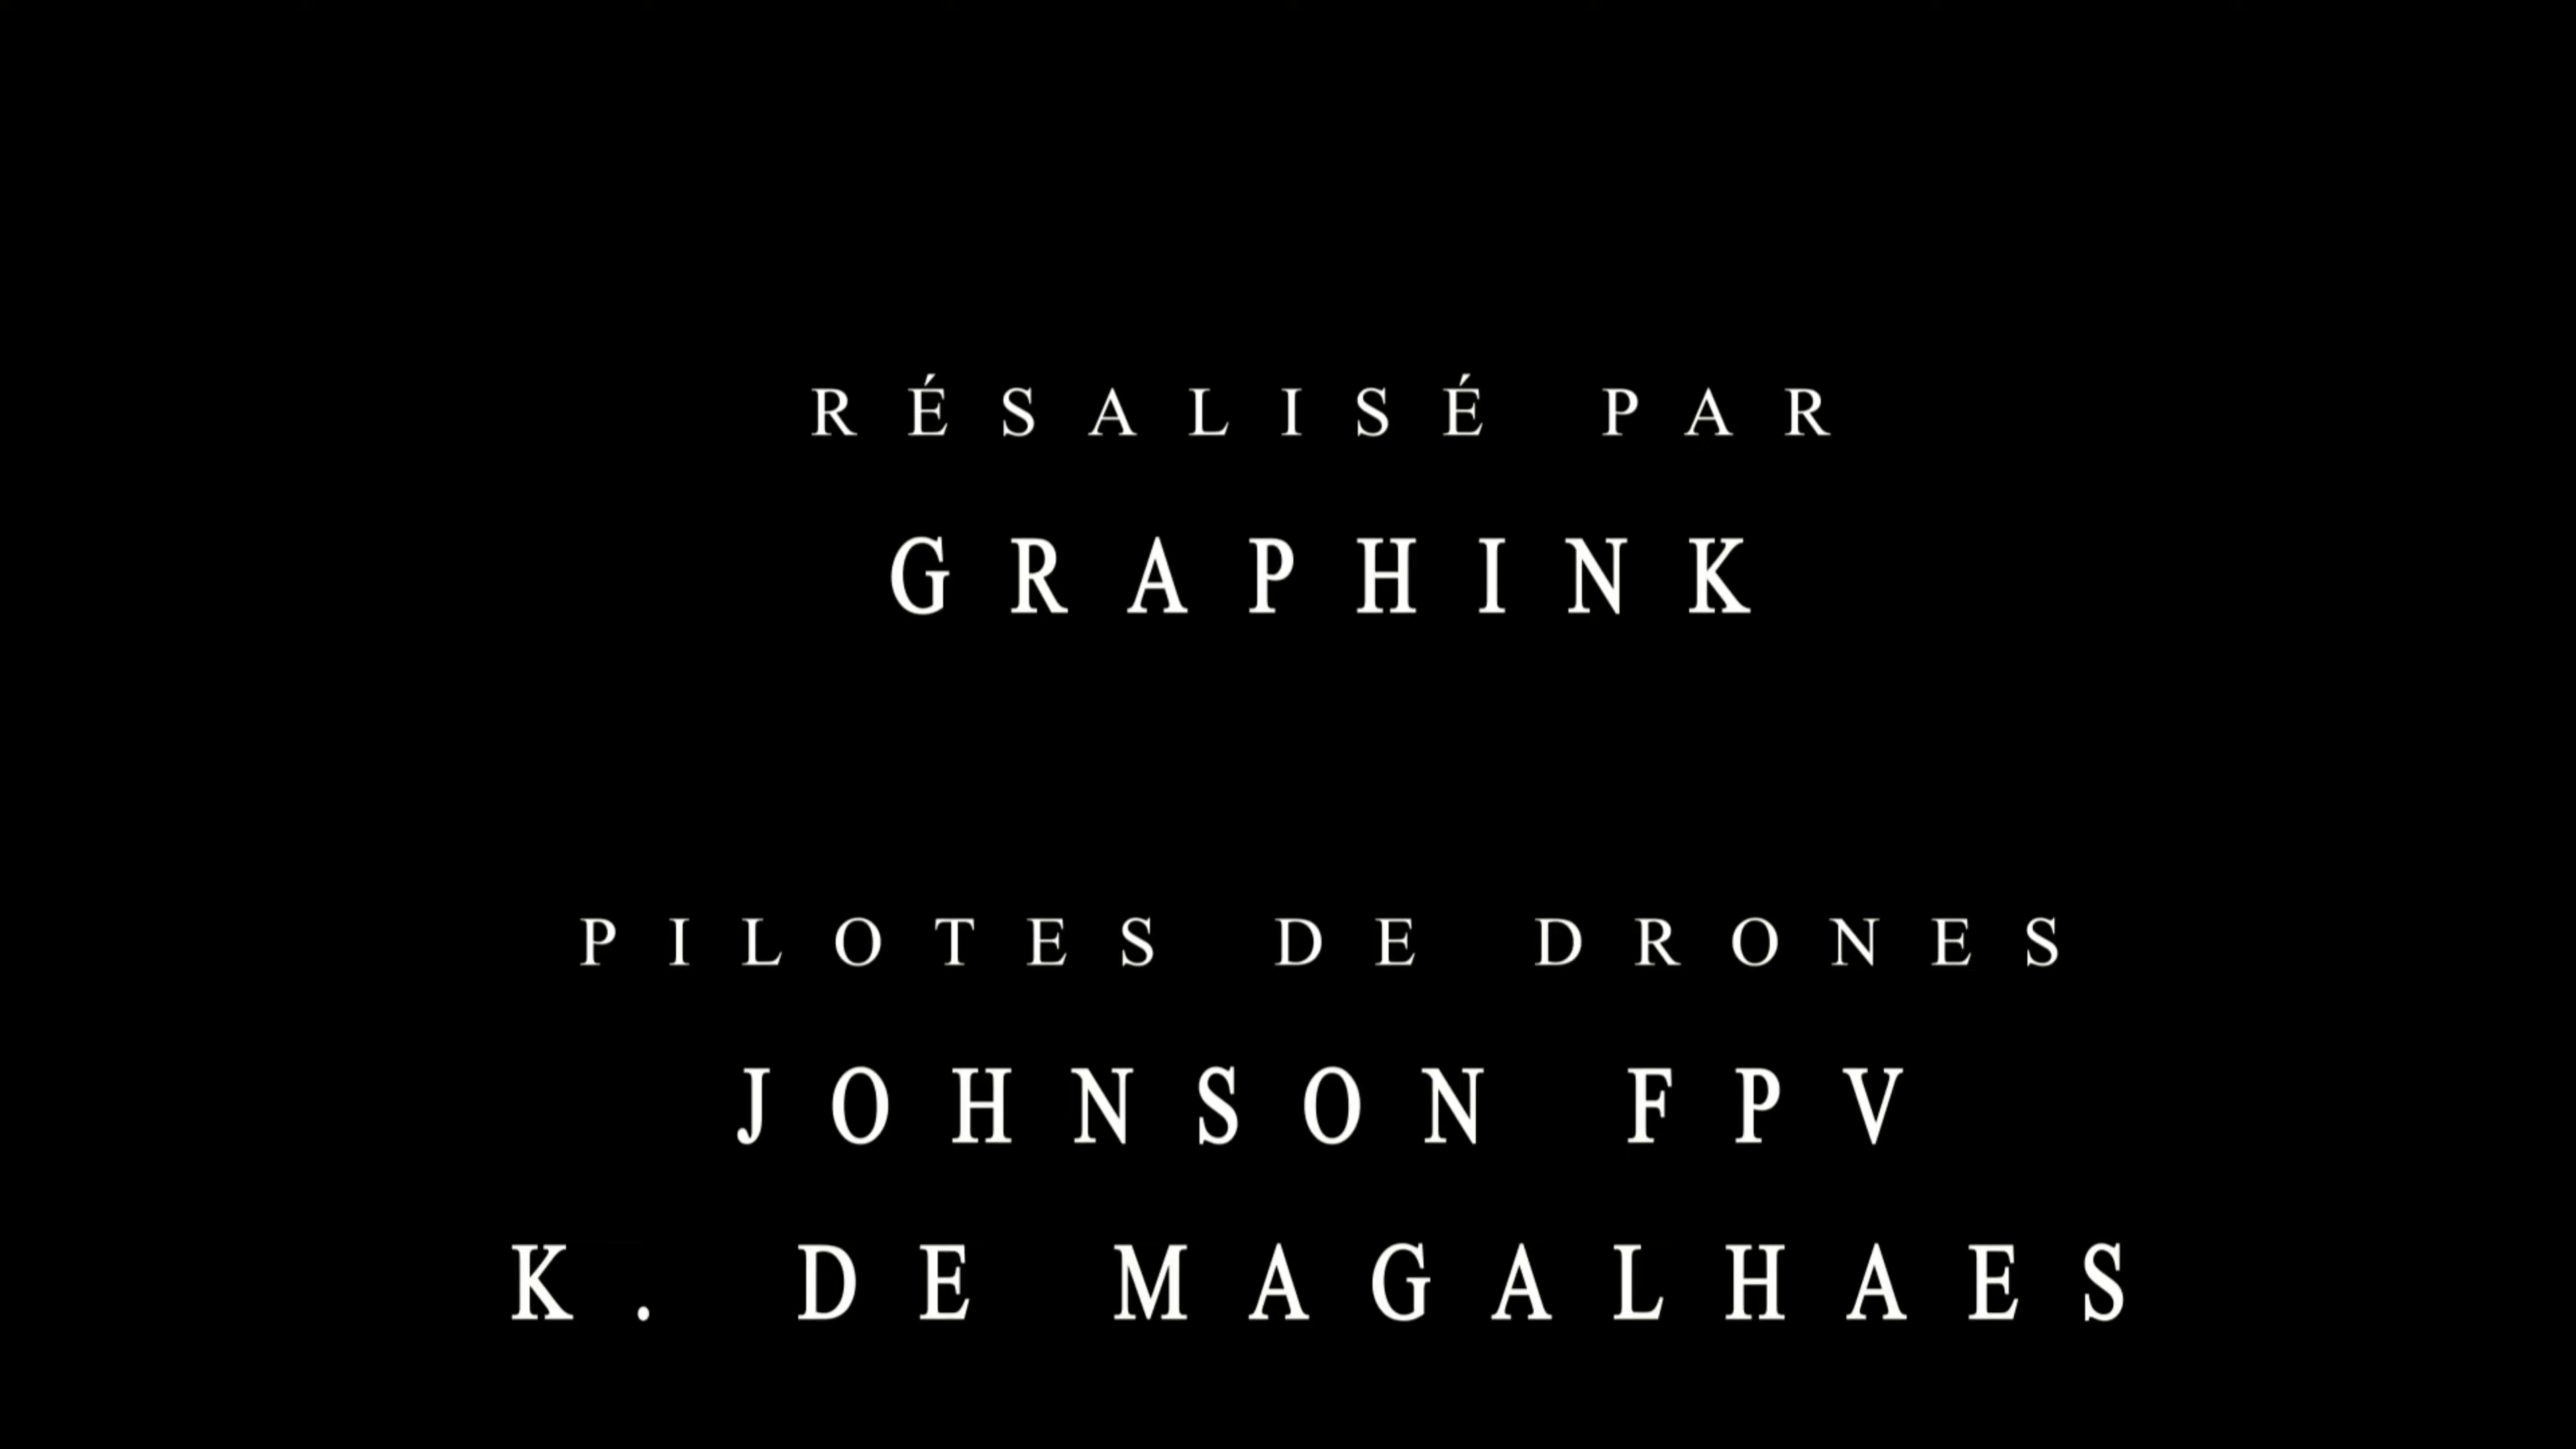 RÉSALISÉ PAR
GRAPHINK
PILOTES DE DRONES
JOHNSON FPV
K. DE MAGALHAES